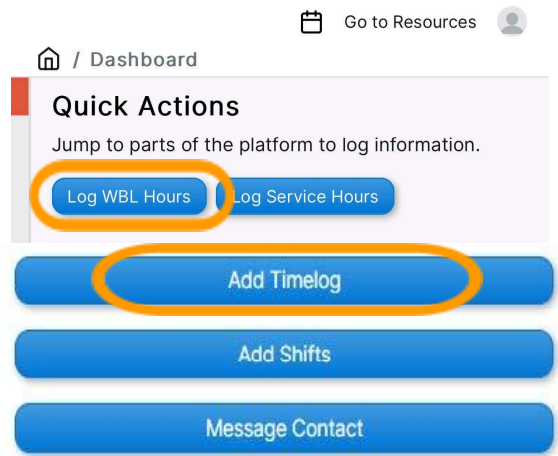 Go to Resources
/ Dashboard
Quick Actions
Jump to parts of the platform to log information.
Log WBL Hours Log Service Hours
Add Timelog
Add Shifts
Message Contact